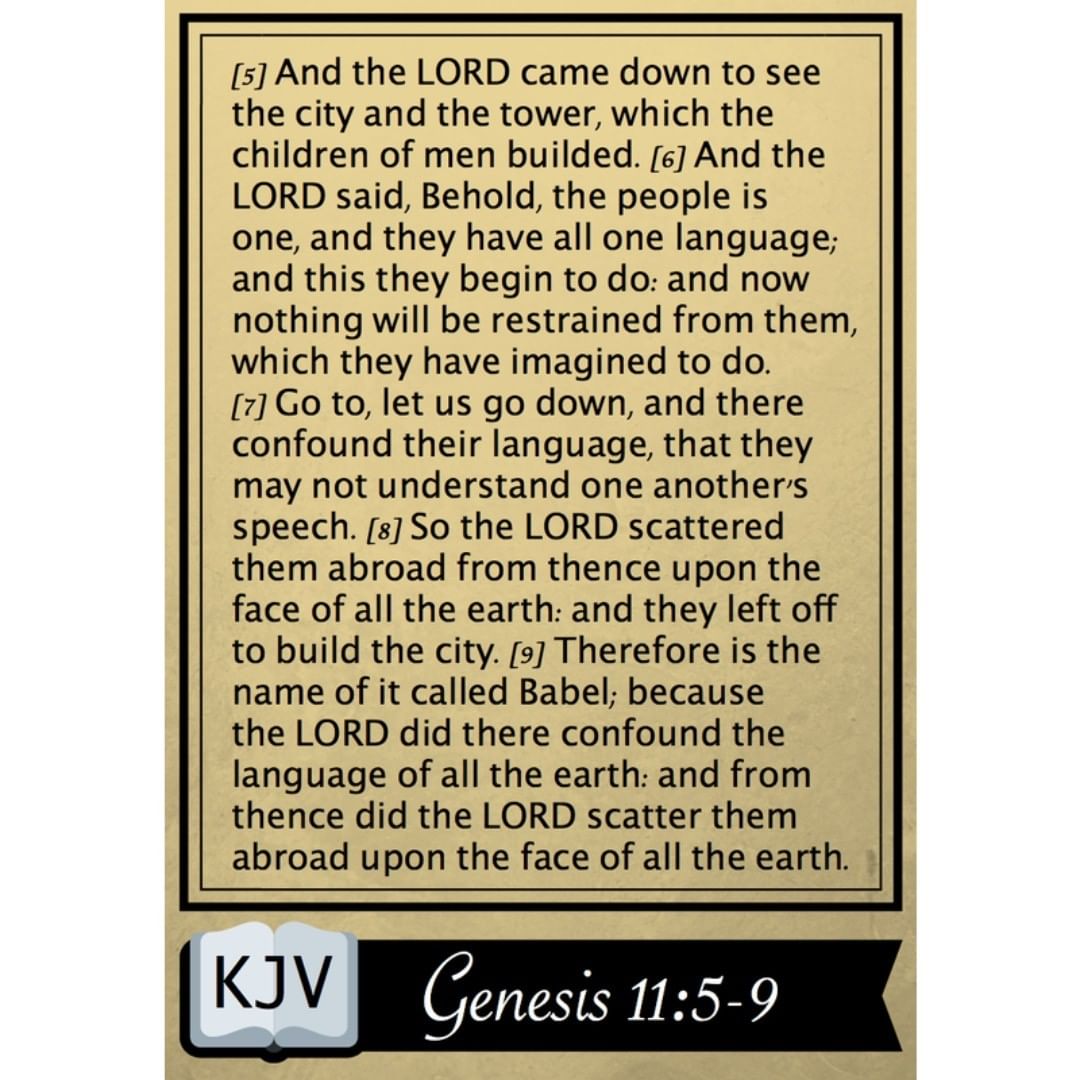 [5] And the LORD came down to see
the city and the tower, which the
children of men builded. [6] And the
LORD said, Behold, the people is
one, and they have all one language;
and this they begin to do: and now
nothing will be restrained from them,
which they have imagined to do.
[7] Go to, let us go down, and there
confound their language, that they
may not understand one another's
speech. [8] So the LORD scattered
them abroad from thence upon the
face of all the earth: and they left off
to build the city. [9] Therefore is the
name of it called Babel; because
the LORD did there confound the
language of all the earth: and from
thence did the LORD scatter them
abroad upon the face of all the earth.
KJV
Genesis 11:5-9